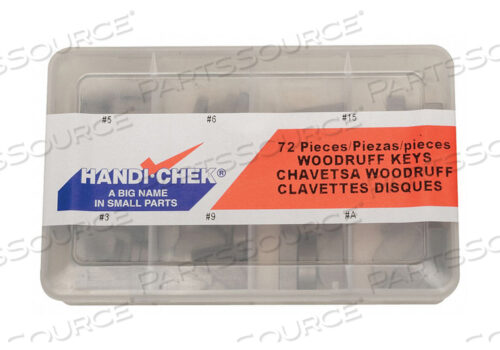 #5 #6 #15
HANDI-CHEK®
A BIG NAME
IN SMALL PARTS
72 Pieces/Piezas/pieces
WOODRUFF KEYS
CHAVETSA WOODRUFF
CLAVETTES DISQUES
#3 #9 #A
PARTSSOURCE